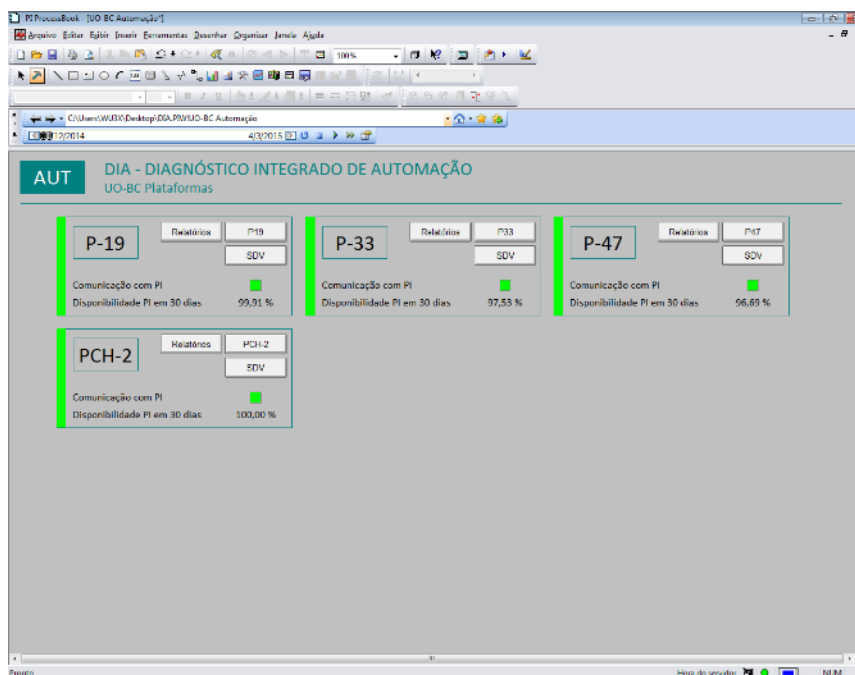 PI ProcessBook - [UO-BC Automação*]
Arquivo Editar Exibir Inserir Ferramentas Desenhar Organizar Janela Ajuda
100%
C:\Users\WU3X\Desktop\DIA.PIW\UO-BC Automação
12/2014 4/3/2015
AUT
DIA - DIAGNÓSTICO INTEGRADO DE AUTOMAÇÃO
UO-BC Plataformas
P-19
Relatórios
P19
SDV
Comunicação com PI
Disponibilidade PI em 30 dias 99,91 %
P-33
Relatórios
P33
SDV
Comunicação com PI
Disponibilidade PI em 30 dias 97,53 %
P-47
Relatórios
P47
SDV
Comunicação com PI
Disponibilidade PI em 30 dias 96,69 %
PCH-2
Relatórios
PCH-2
SDV
Comunicação com PI
Disponibilidade PI em 30 dias 100,00 %
Pronto
Hora do servidor
NUM